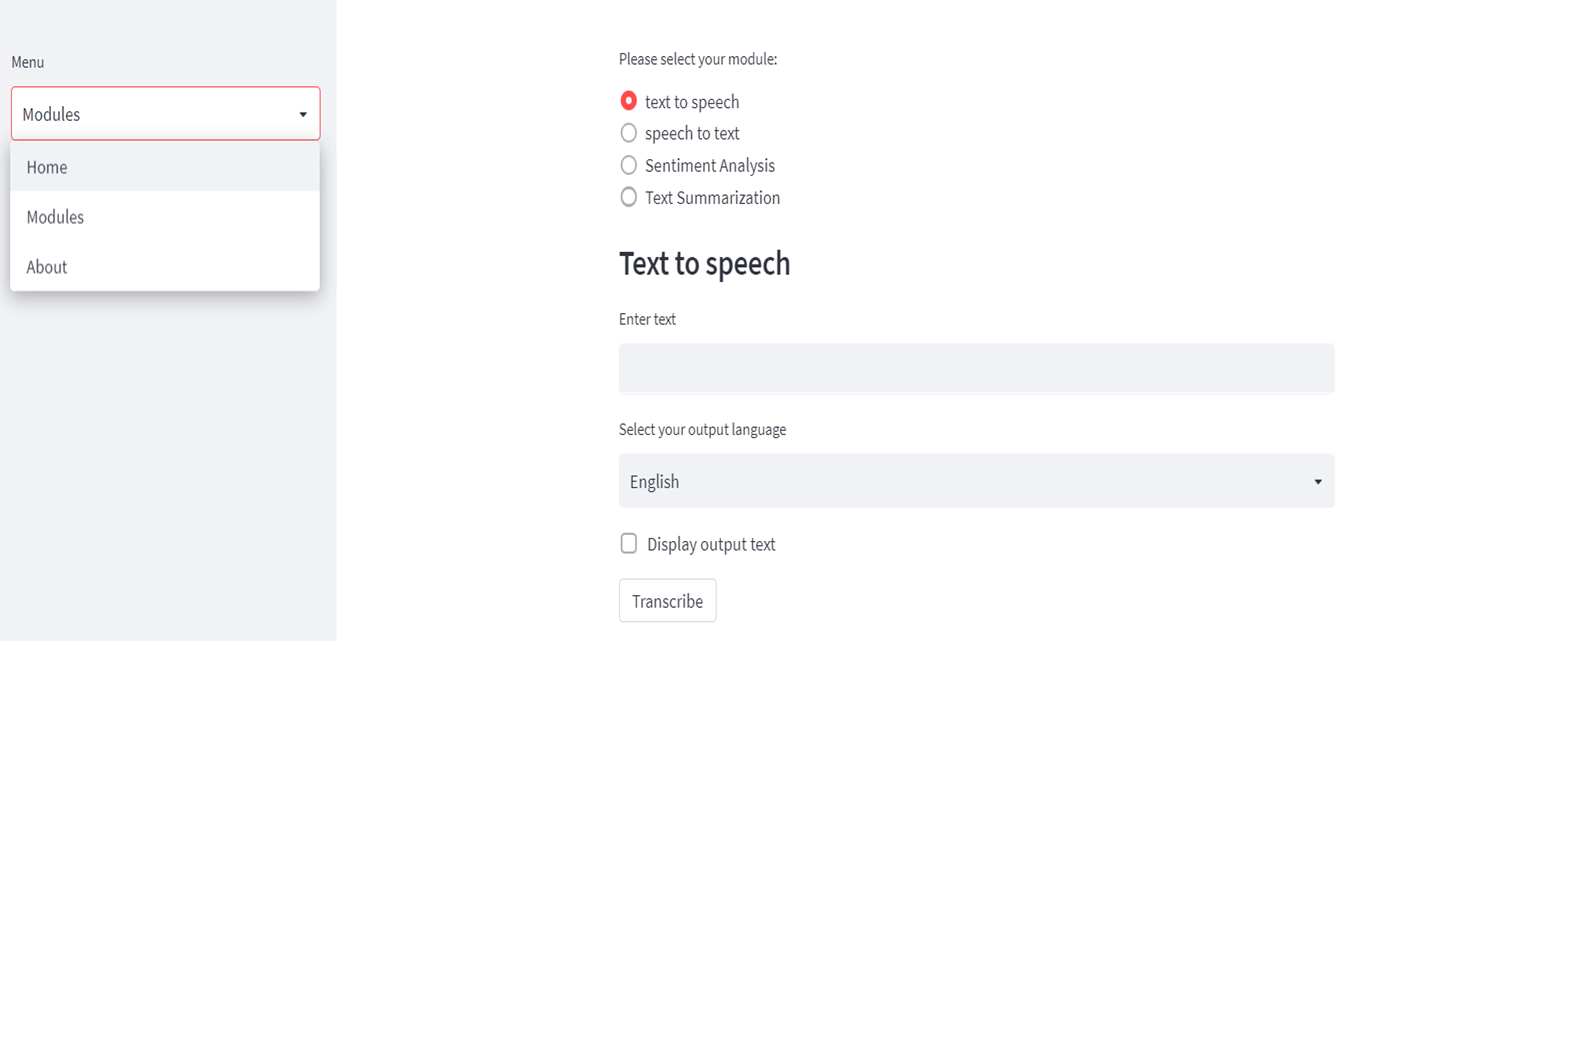 Menu
Modules
Home
Modules
About
Please select your module:
text to speech
speech to text
Sentiment Analysis
Text Summarization
Text to speech
Enter text
Select your output language
English
Display output text
Transcribe